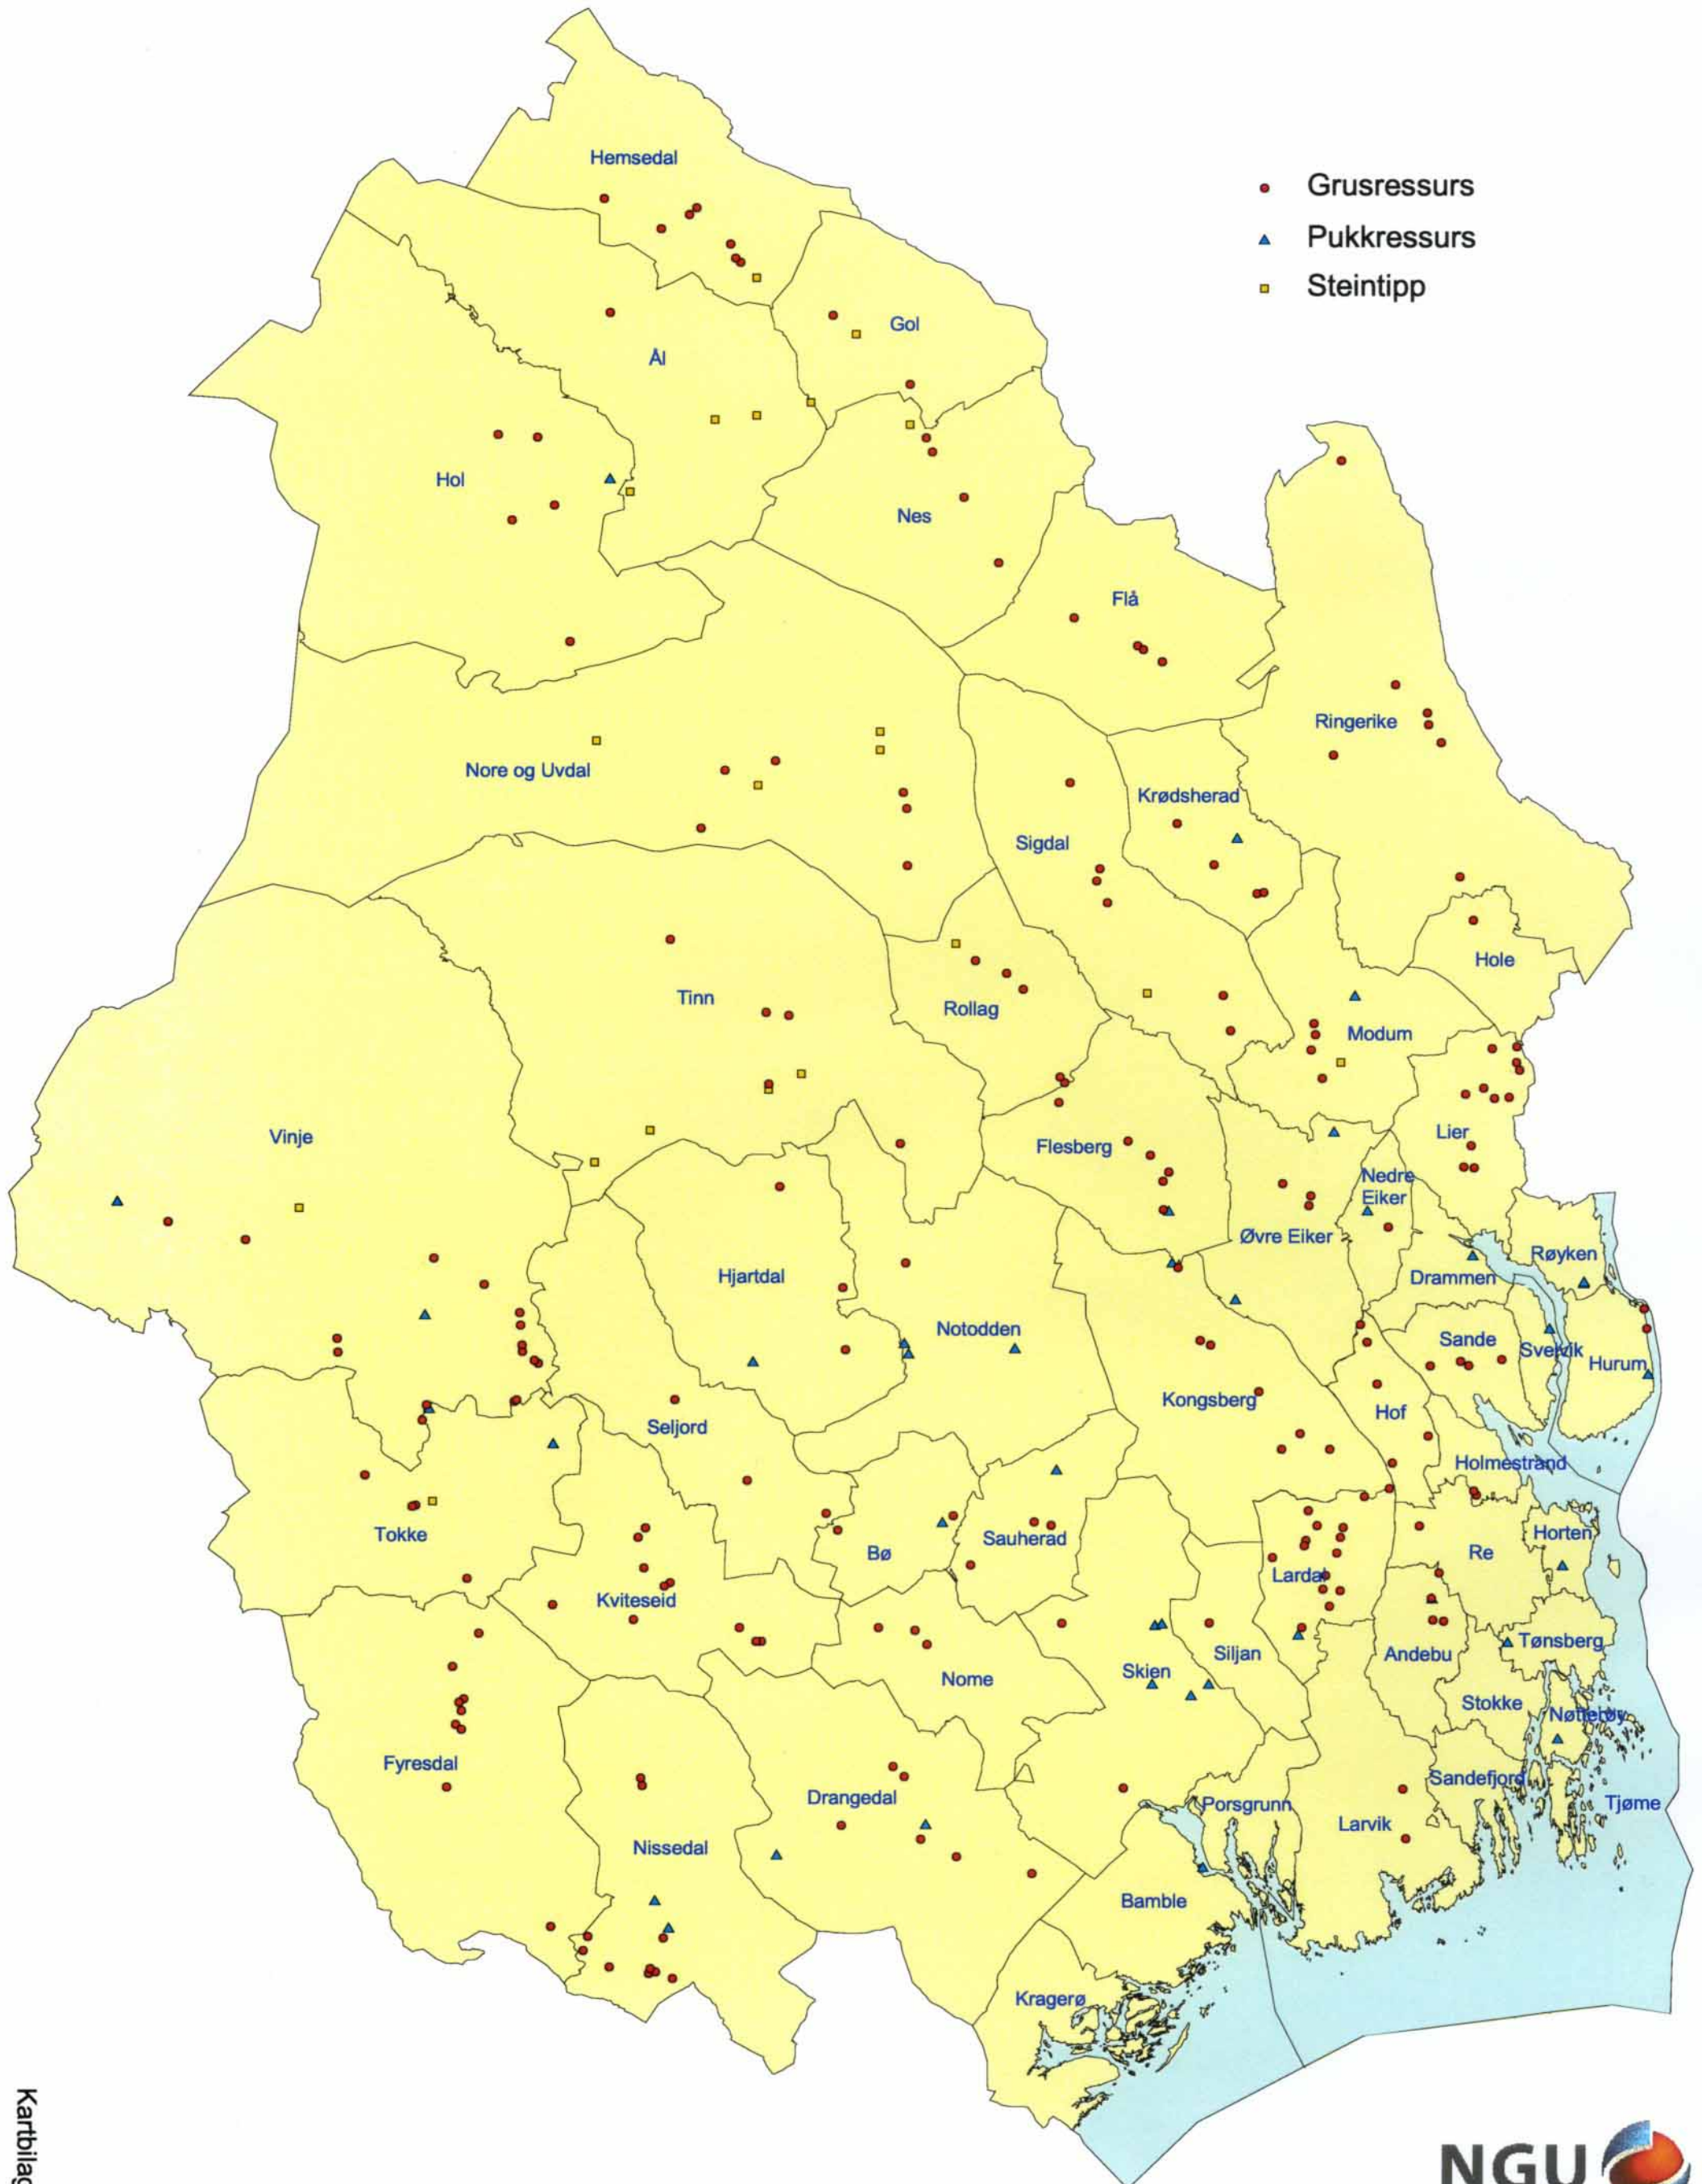 Hemsedal
Grusressurs
Pukkressurs
Steintipp
Gol
Ål
Hol
Nes
Flå
Ringerike
Nore og Uvdal
Krødsherad
Sigdal
Hole
Tinn
Rollag
Modum
Vinje
Lier
Flesberg
Nedre
Eiker
Øvre Eiker
Røyken
Hjartdal
Drammen
Notodden
Sande
Svelvik
Hurum
Kongsberg
Hof
Seljord
Holmestrand
Tokke
Horten
Sauherad
Bø
Re
Lardal
Kviteseid
Tønsberg
Siljan
Andebu
Skien
Nome
Stokke
Nøtterøy
Fyresdal
Sandefjord
Drangedal
Porsgrunn
Tjøme
Larvik
Nissedal
Bamble
Kragerø
Kartbilag
NGU